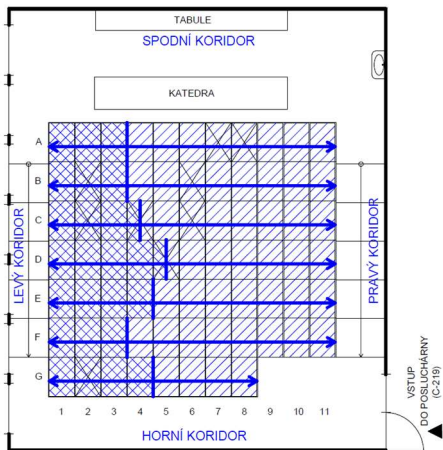 TABULE
SPODNÍ KORIDOR
KATEDRA
A
B
C
D
E
F
G
LEVÝ KORIDOR
PRAVÝ KORIDOR
1 2 3 4 5 6 7 8 9 10 11
HORNÍ KORIDOR
VSTUP
DO POSLUCHÁRNY
(C-219)